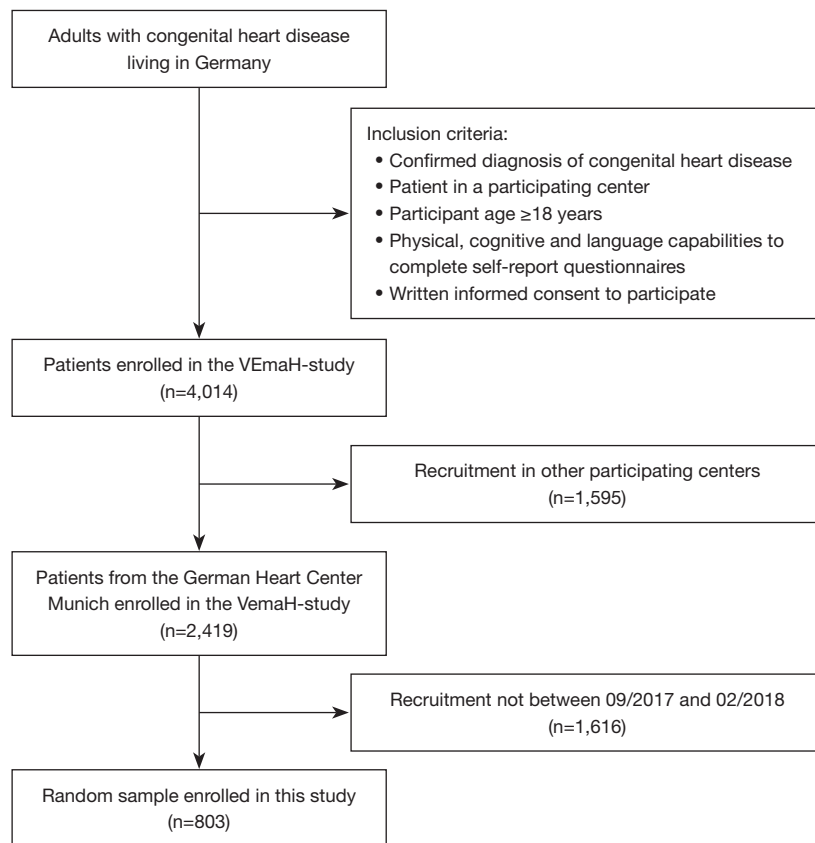 Adults with congenital heart disease
living in Germany
Inclusion criteria:
• Confirmed diagnosis of congenital heart disease
• Patient in a participating center
• Participant age ≥18 years
• Physical, cognitive and language capabilities to
complete self-report questionnaires
• Written informed consent to participate
Patients enrolled in the VEmaH-study
(n=4,014)
Recruitment in other participating centers
(n=1,595)
Patients from the German Heart Center
Munich enrolled in the VemaH-study
(n=2,419)
Recruitment not between 09/2017 and 02/2018
(n=1,616)
Random sample enrolled in this study
(n=803)